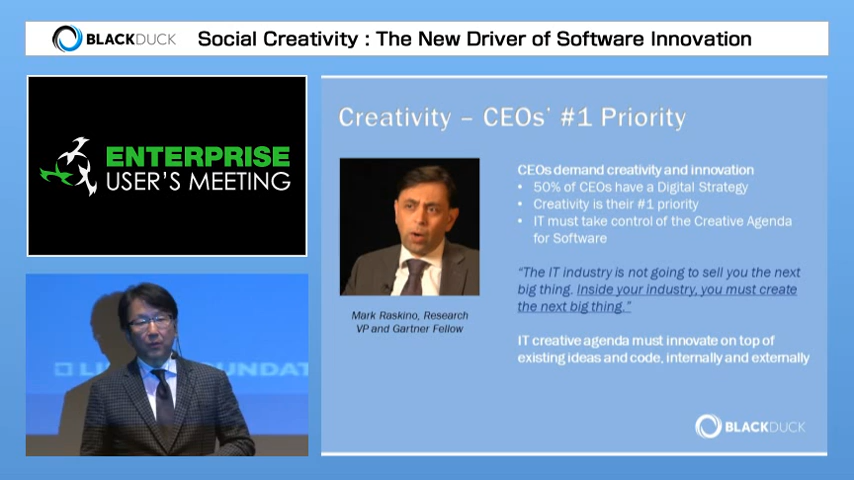 BLACKDUCK Social Creativity : The New Driver of Software Innovation
ENTERPRISE
USER'S MEETING
Creativity – CEOs' #1 Priority
CEOs demand creativity and innovation
• 50% of CEOs have a Digital Strategy
• Creativity is their #1 priority
• IT must take control of the Creative Agenda
for Software
"The IT industry is not going to sell you the next
big thing. Inside your industry, you must create
the next big thing."
Mark Raskino, Research
VP and Gartner Fellow
IT creative agenda must innovate on top of
existing ideas and code, internally and externally
BLACKDUCK